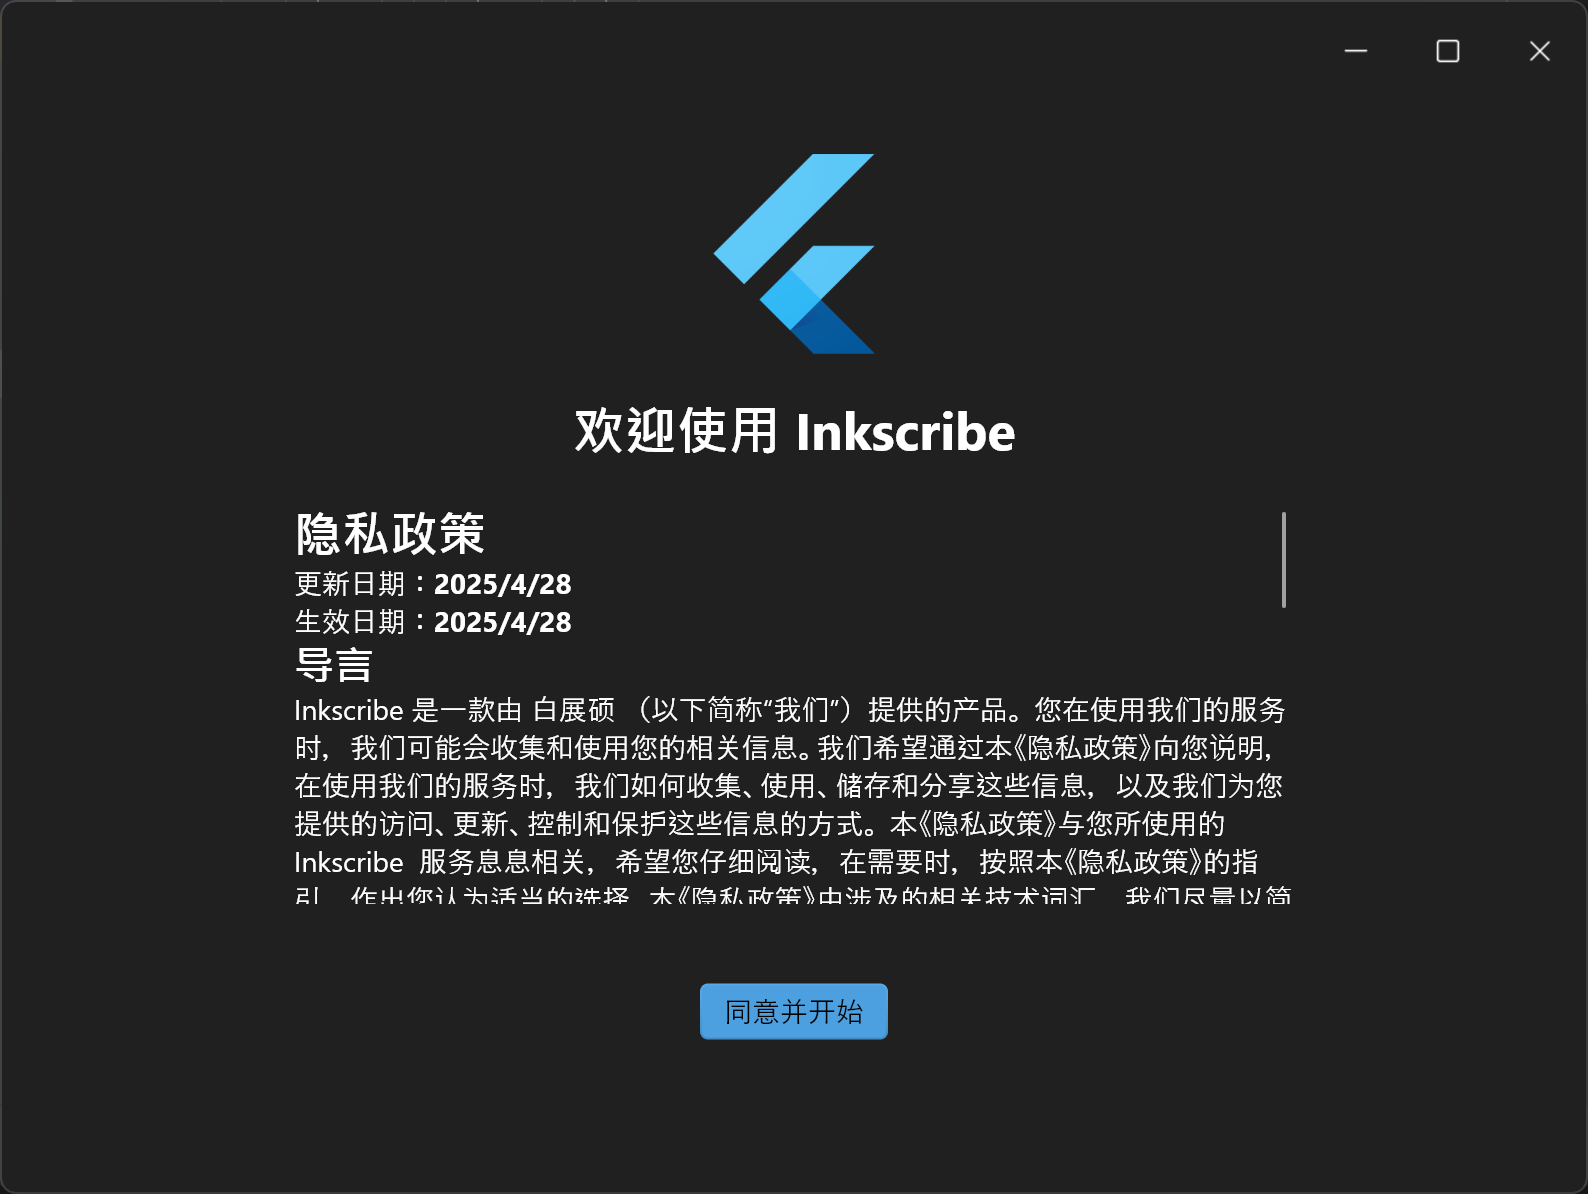 欢迎使用 Inkscribe
隐私政策
更新日期：2025/4/28
生效日期：2025/4/28
导言
Inkscribe 是一款由 白展硕 （以下简称“我们”）提供的产品。您在使用我们的服务
时，我们可能会收集和使用您的相关信息。我们希望通过本《隐私政策》向您说明，
在使用我们的服务时，我们如何收集、使用、储存和分享这些信息，以及我们为您
提供的访问、更新、控制和保护这些信息的方式。本《隐私政策》与您所使用的
Inkscribe 服务息息相关，希望您仔细阅读，在需要时，按照本《隐私政策》的指
引，作出您认为适当的选择。本《隐私政策》中涉及的相关技术词汇，我们尽量以简
同意并开始